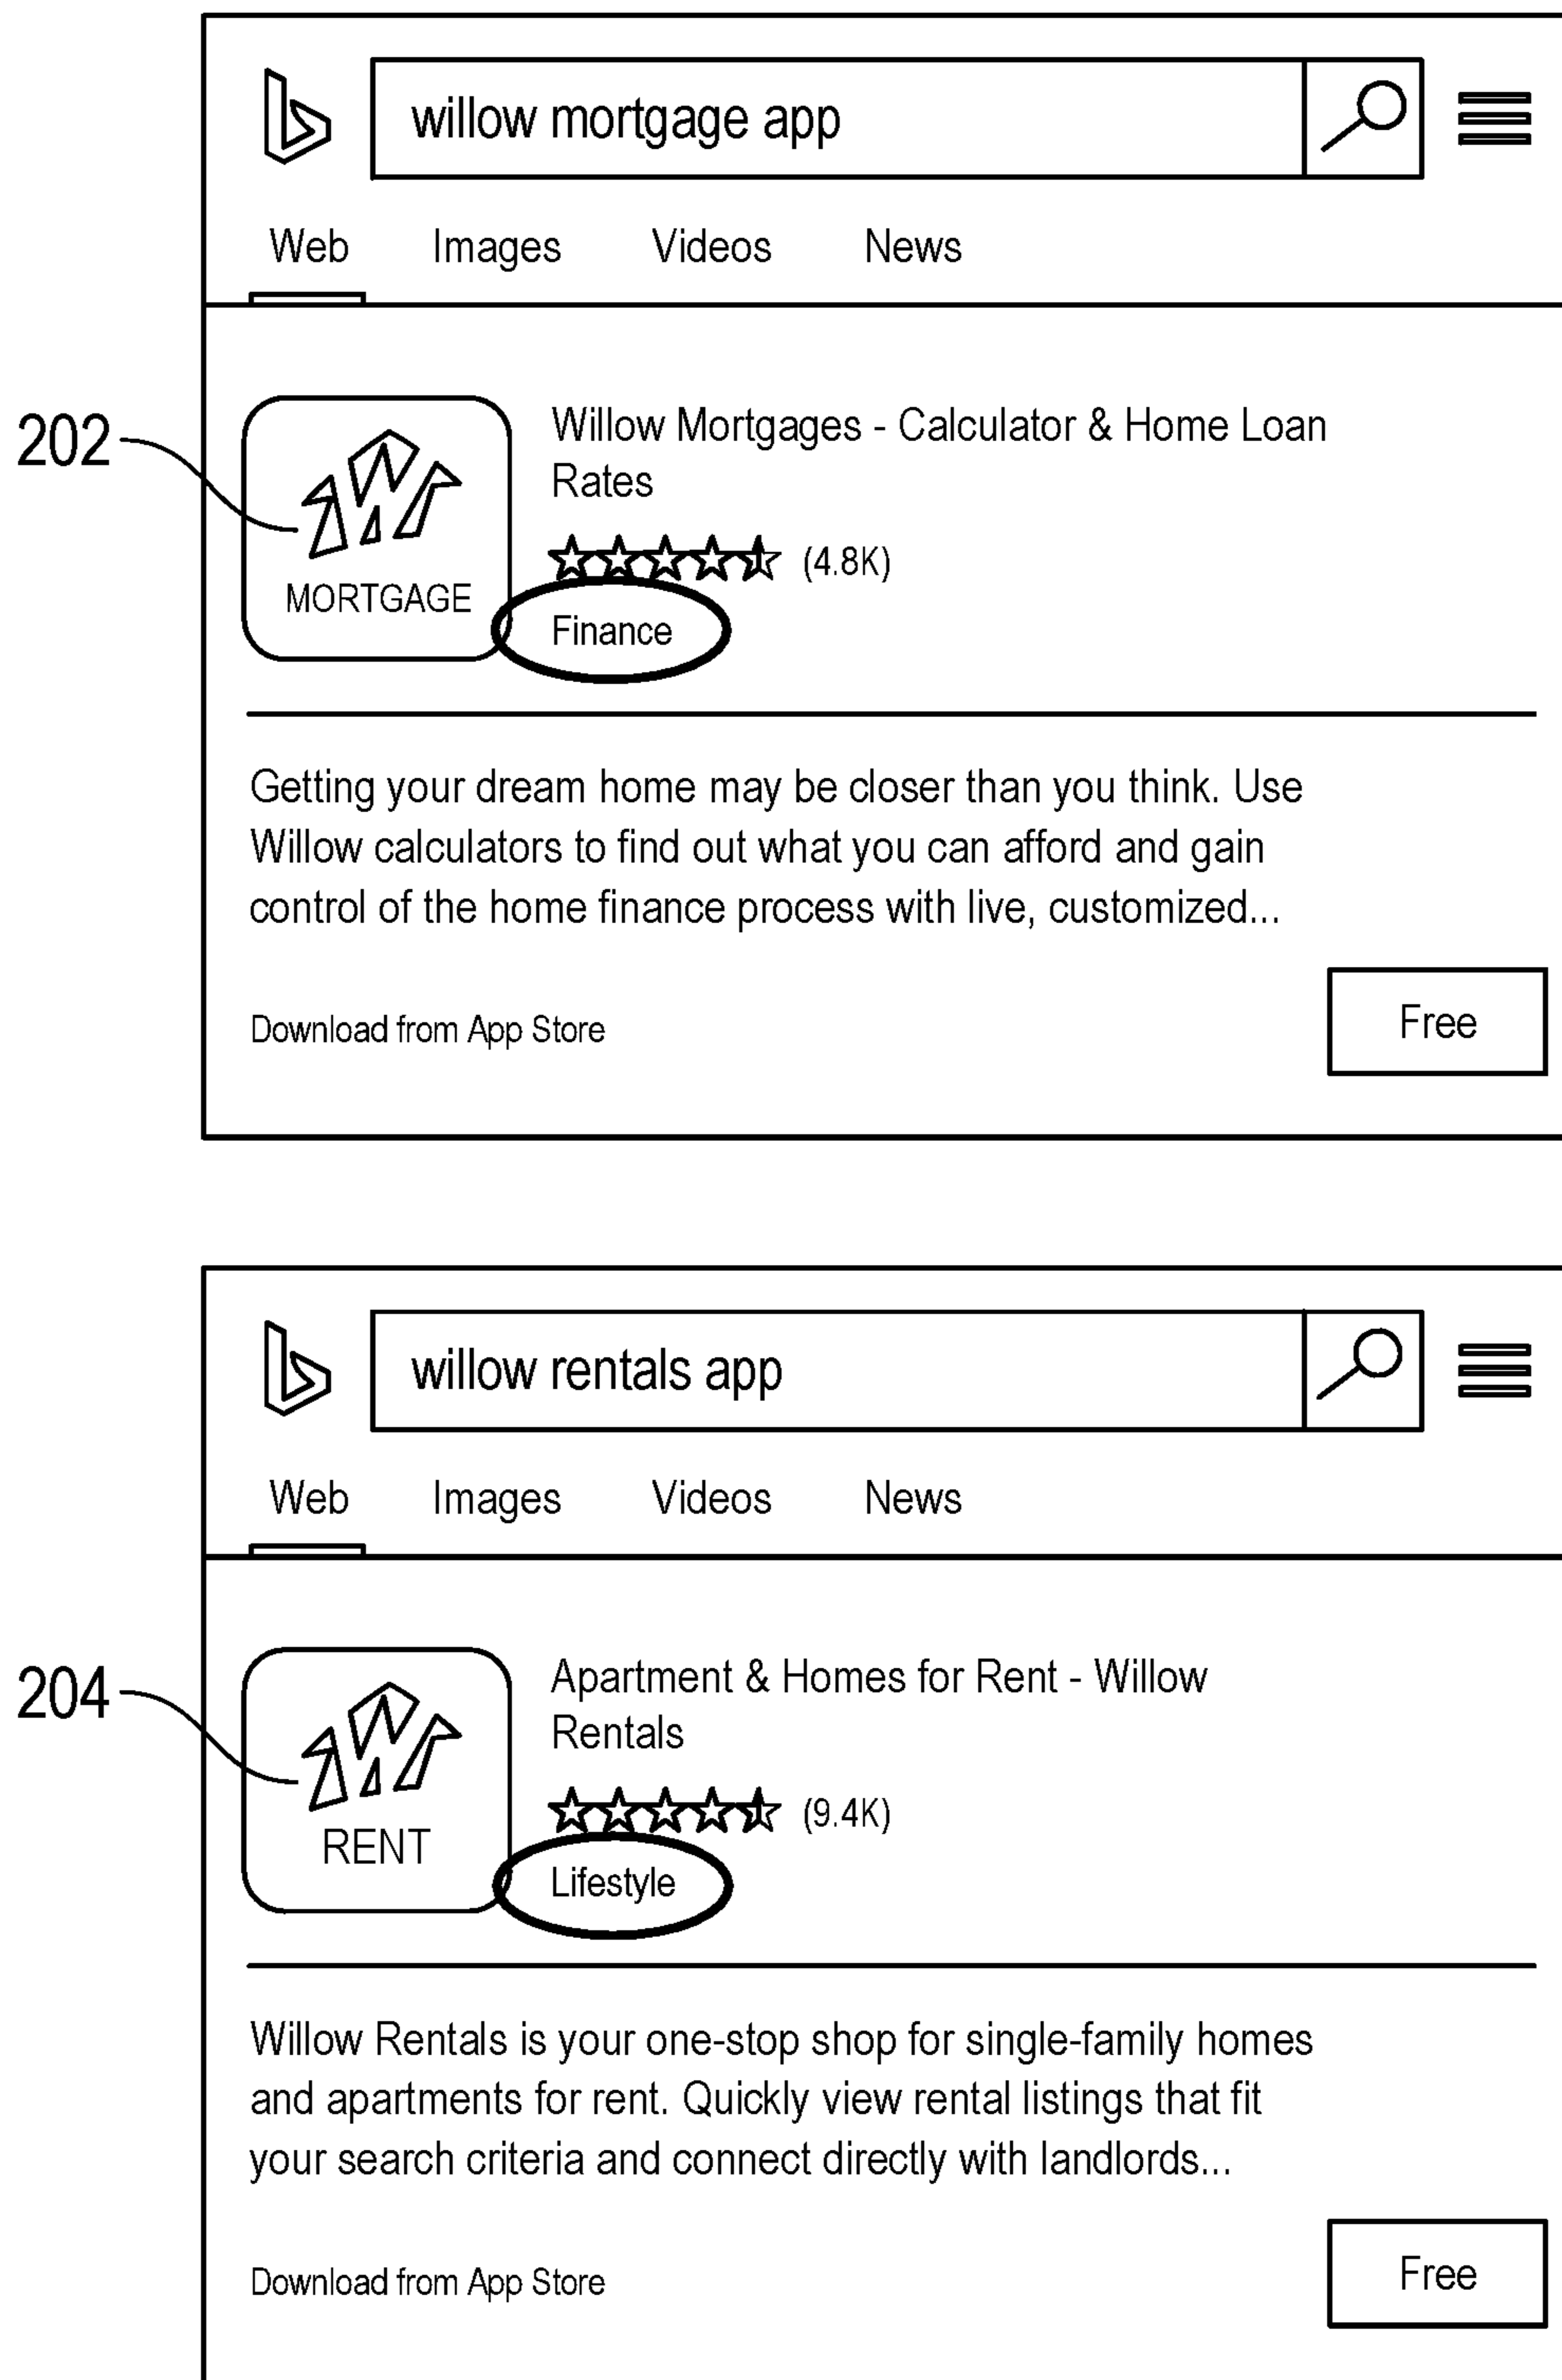 willow mortgage app
Web Images Videos News
202
Willow Mortgages - Calculator & Home Loan
Rates
(4.8K)
MORTGAGE
Finance
Getting your dream home may be closer than you think. Use
Willow calculators to find out what you can afford and gain
control of the home finance process with live, customized...
Download from App Store
Free
willow rentals app
Web Images Videos News
204
Apartment & Homes for Rent - Willow
Rentals
(9.4K)
RENT
Lifestyle
Willow Rentals is your one-stop shop for single-family homes
and apartments for rent. Quickly view rental listings that fit
your search criteria and connect directly with landlords...
Download from App Store
Free